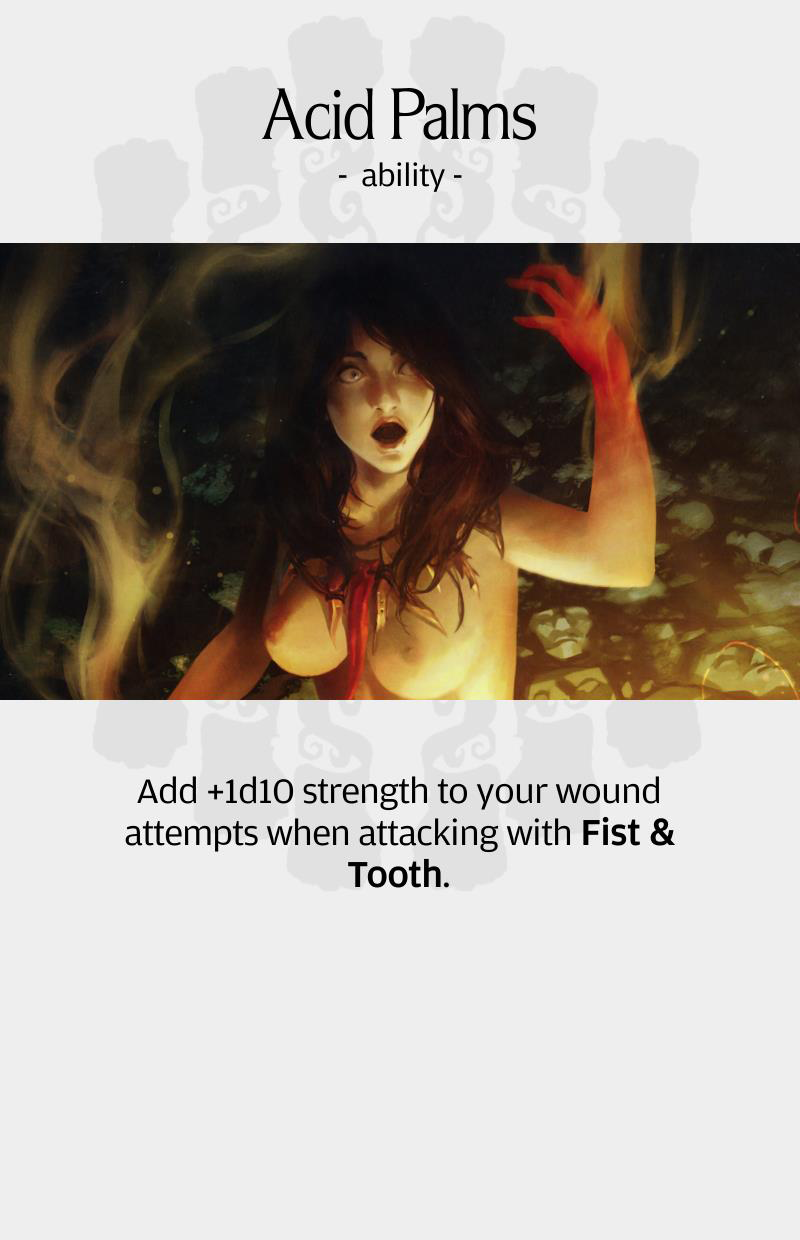 Acid Palms
- ability -
Add +1d10 strength to your wound
attempts when attacking with Fist &
Tooth.